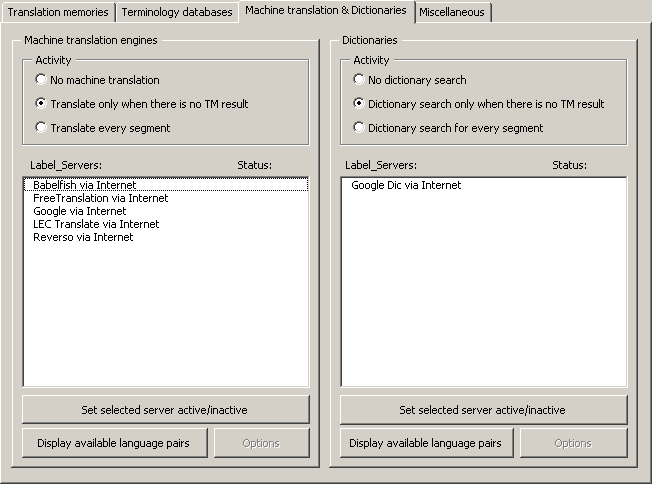 Translation memories Terminology databases Machine translation & Dictionaries Miscellaneous
Machine translation engines
Activity
No machine translation
Translate only when there is no TM result
Translate every segment
Label_Servers: Status:
Babelfish via Internet
FreeTranslation via Internet
Google via Internet
LEC Translate via Internet
Reverso via Internet
Set selected server active/inactive
Display available language pairs Options
Dictionaries
Activity
No dictionary search
Dictionary search only when there is no TM result
Dictionary search for every segment
Label_Servers: Status:
Google Dic via Internet
Set selected server active/inactive
Display available language pairs Options